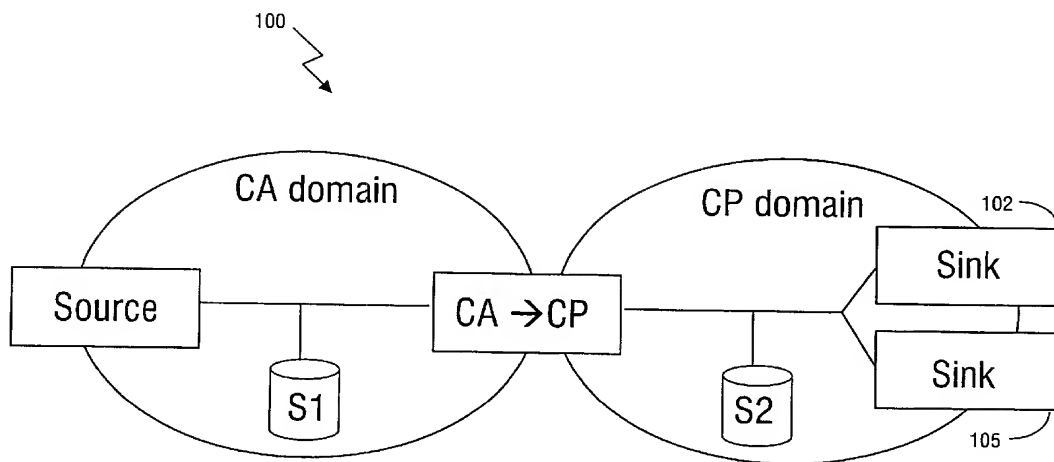 100
CA domain
CP domain
102
Source
CA → CP
Sink
Sink
S1
S2
105